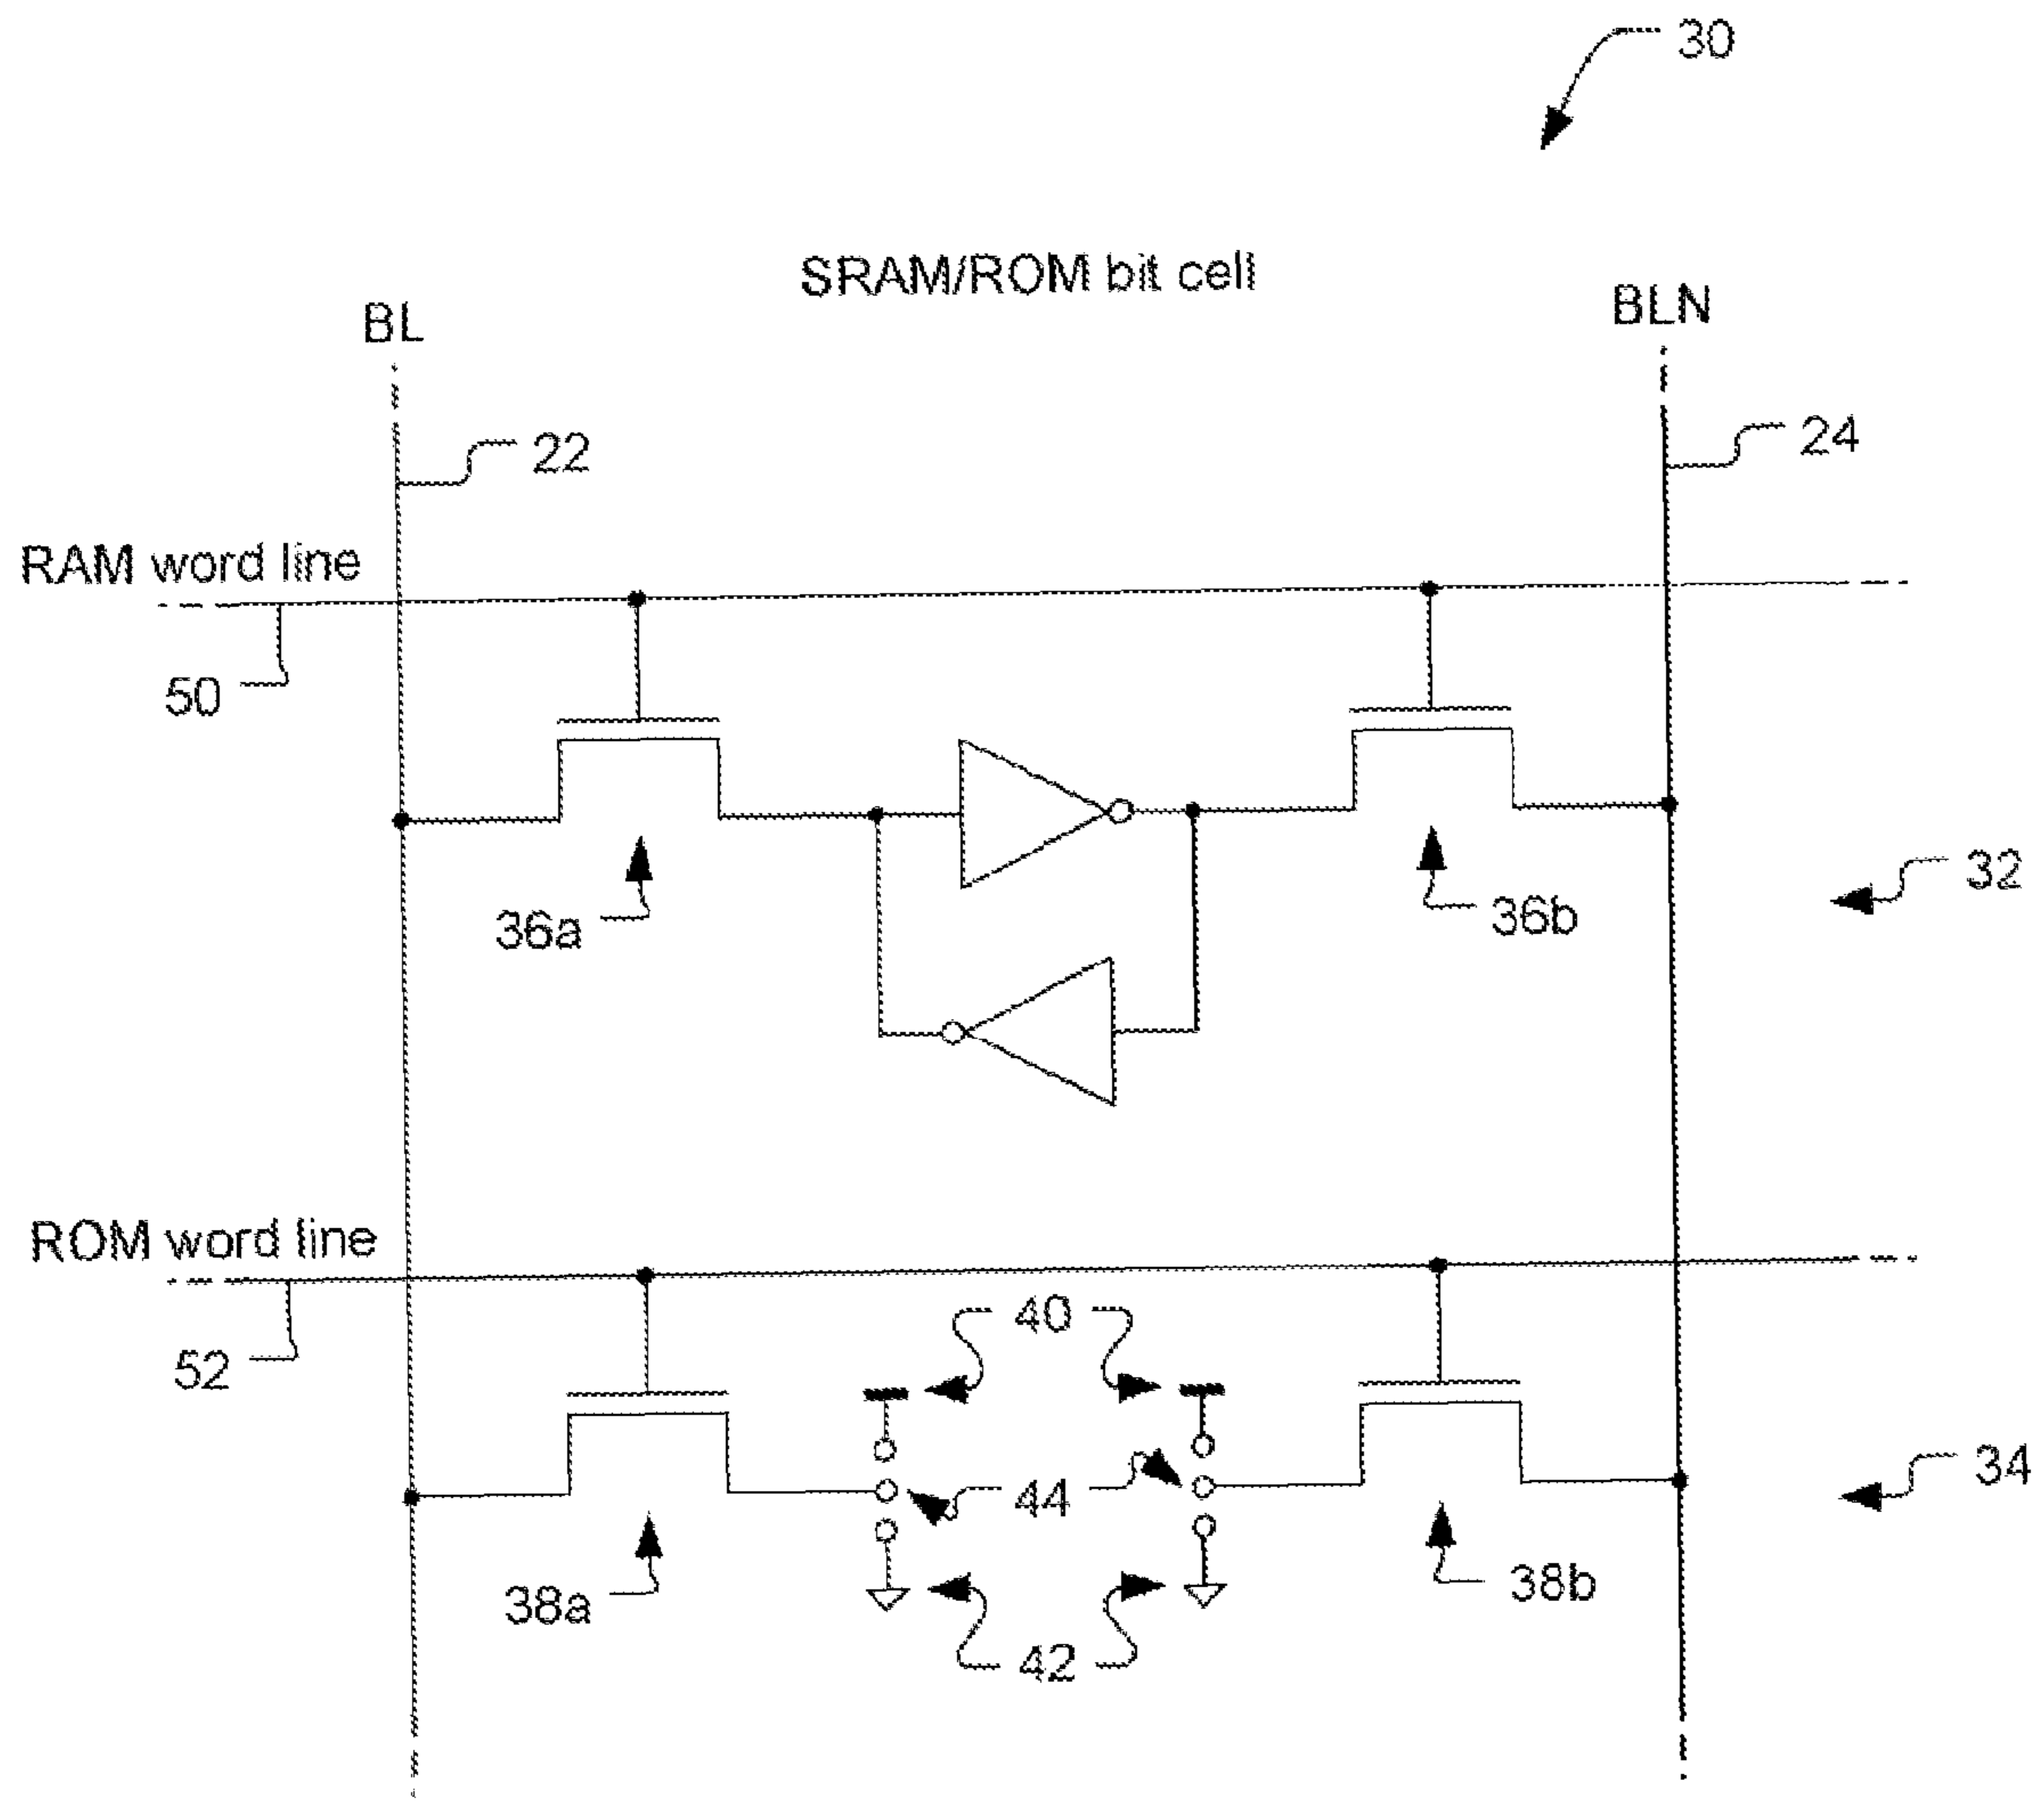 30
SRAM/ROM bit cell
BL
BLN
22
24
RAM word line
50
36a
36b
32
ROM word line
52
40
44
34
38a
38b
42